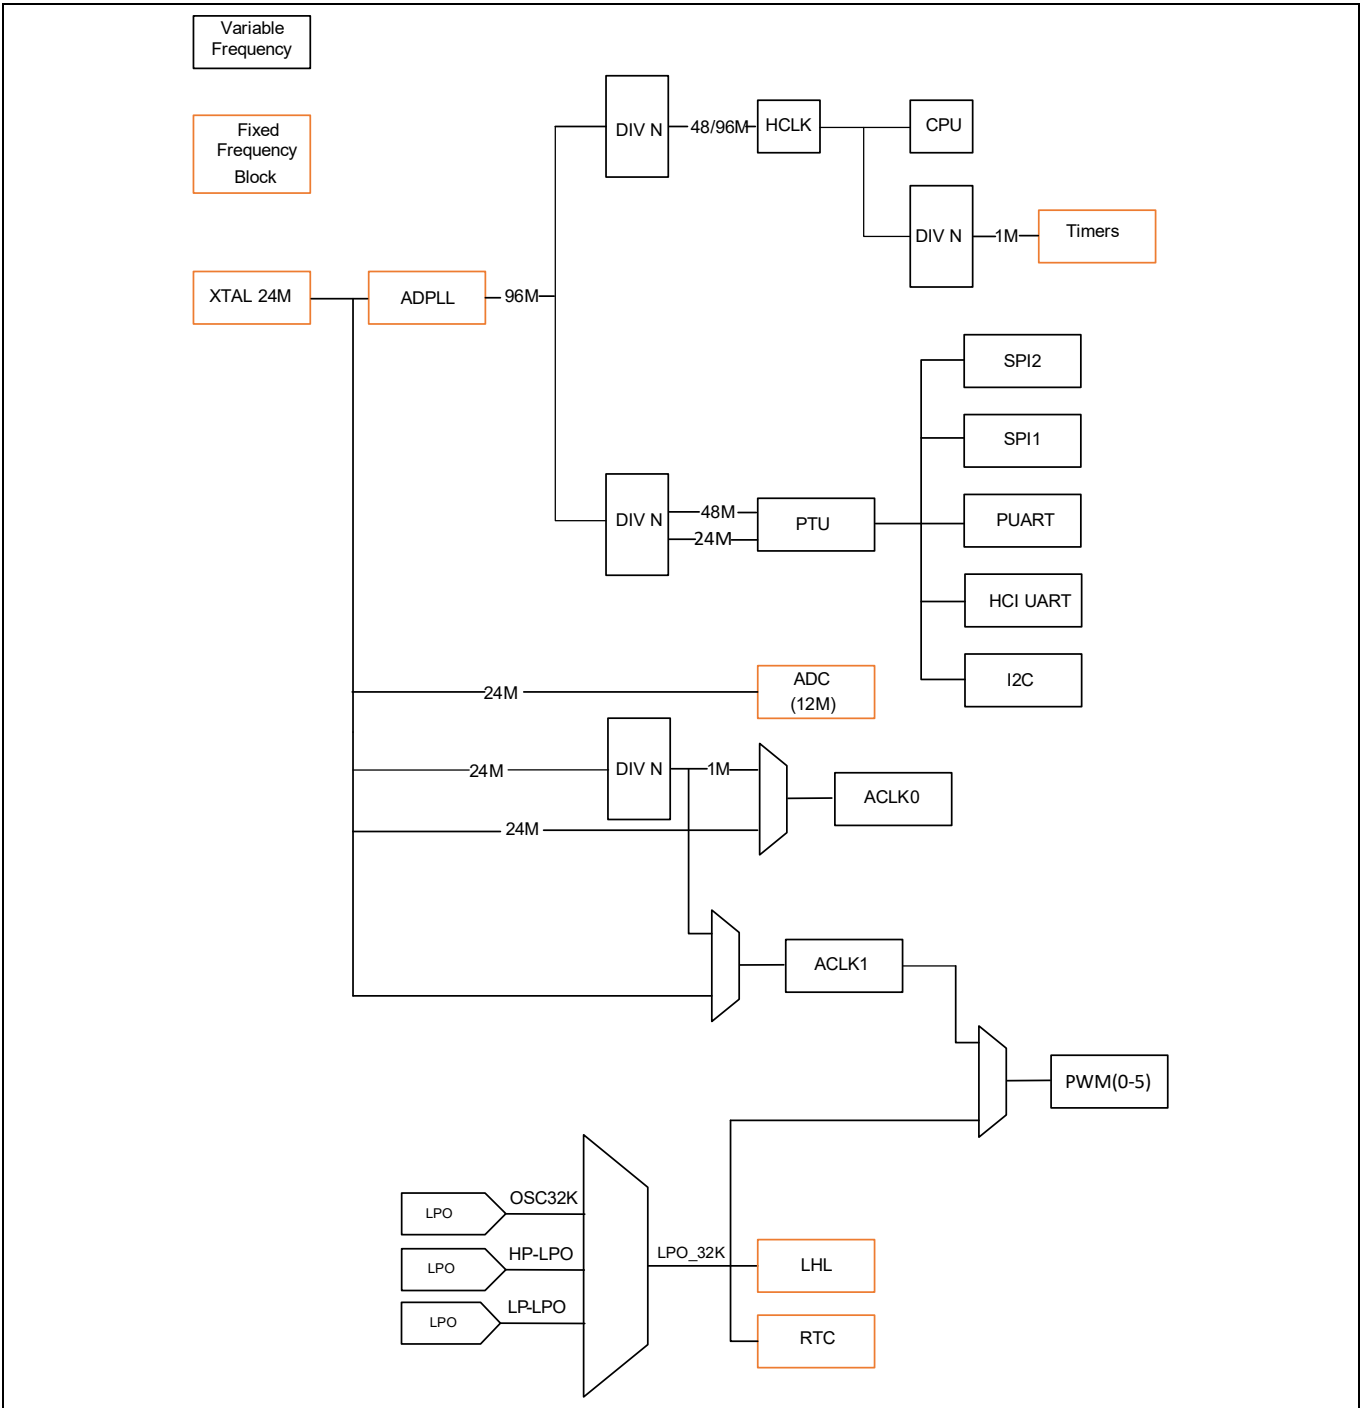 Variable
Frequency
Fixed
Frequency
Block
DIV N
48/96M
HCLK
CPU
DIV N
1M
Timers
XTAL 24M
ADPLL
96M
SPI2
SPI1
DIV N
48M
24M
PTU
PUART
HCI UART
I2C
24M
ADC
(12M)
24M
DIV N
1M
ACLK0
24M
ACLK1
PWM(0-5)
LPO
OSC32K
LPO
HP-LPO
LPO
LP-LPO
LPO_32K
LHL
RTC